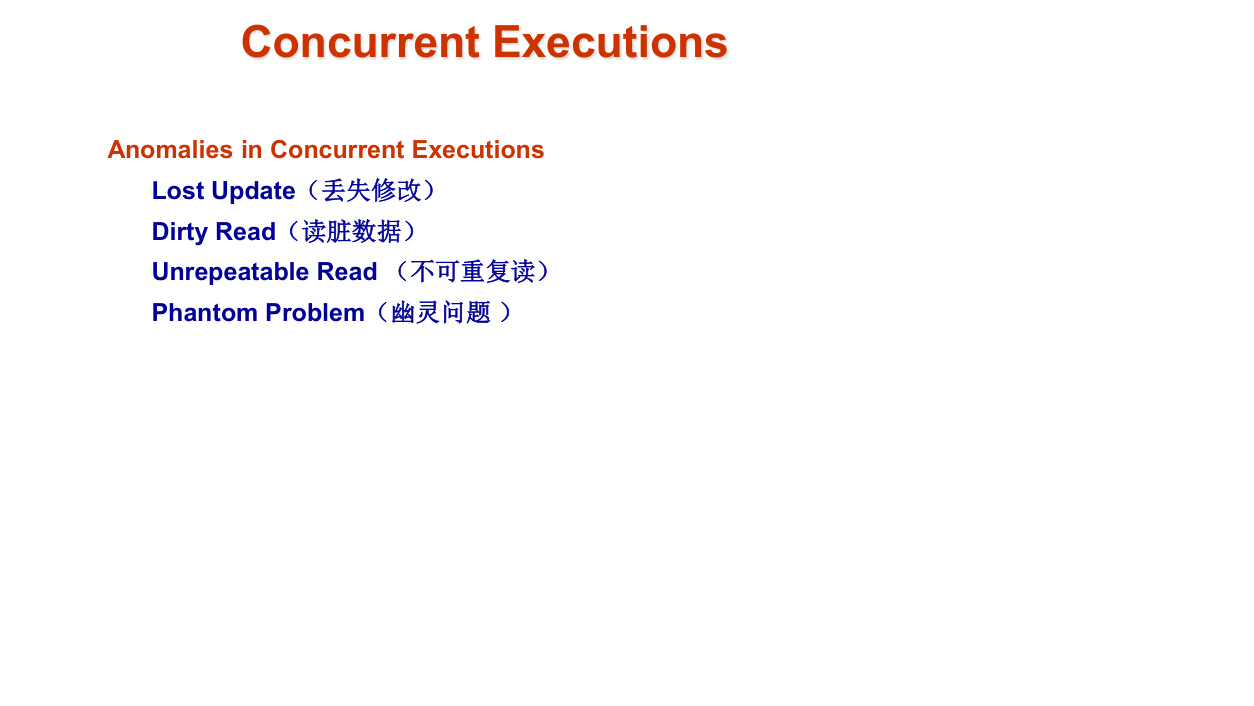 Concurrent Executions
Anomalies in Concurrent Executions
Lost Update（丢失修改）
Dirty Read（读脏数据）
Unrepeatable Read （不可重复读）
Phantom Problem（幽灵问题 ）